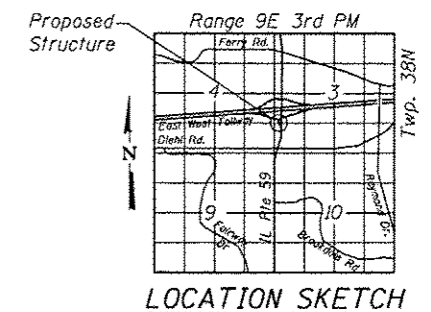 Proposed Structure
Range 9E 3rd PM
Twp. 38N
Ferry Rd.
4
3
East West Tollway
Diehl Rd.
N
IL Rte 59
9
10
Raymond Dr.
Fairway Dr
Brookdale Rd.
LOCATION SKETCH